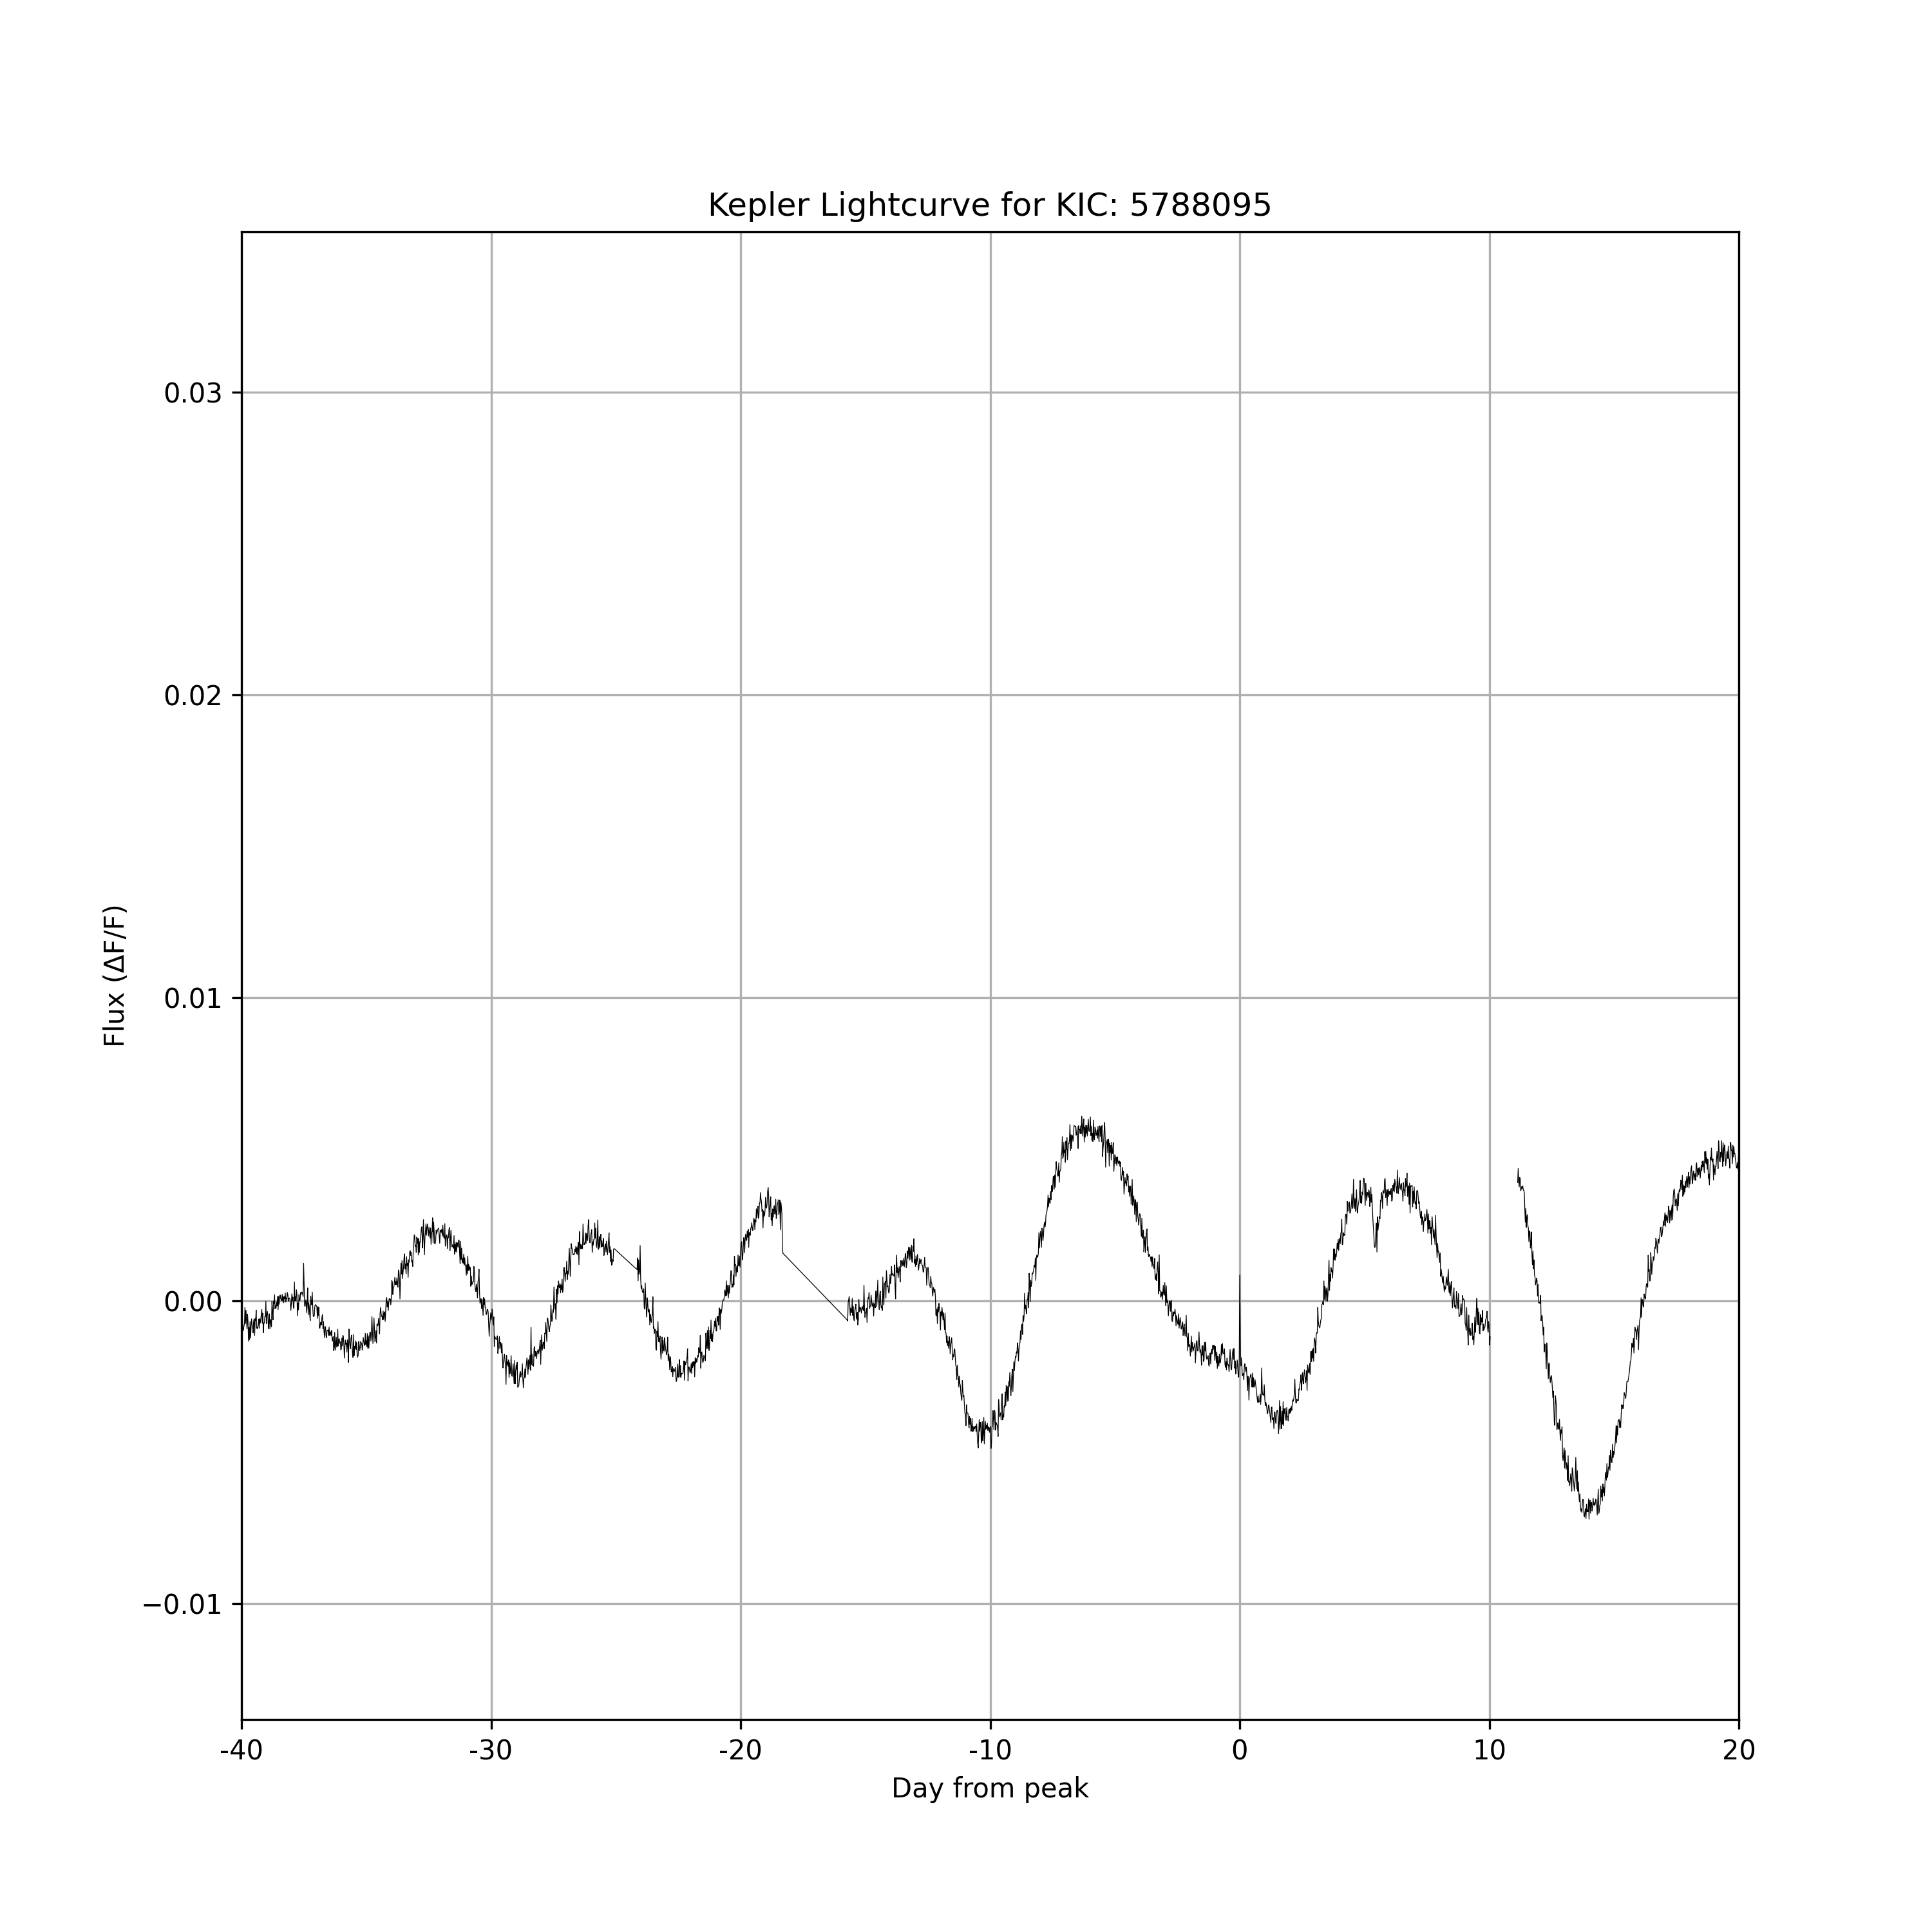 Kepler Lightcurve for KIC: 5788095
Flux (ΔF/F)
0.03
0.02
0.01
0.00
−0.01
-40 -30 -20 -10 0 10 20
Day from peak